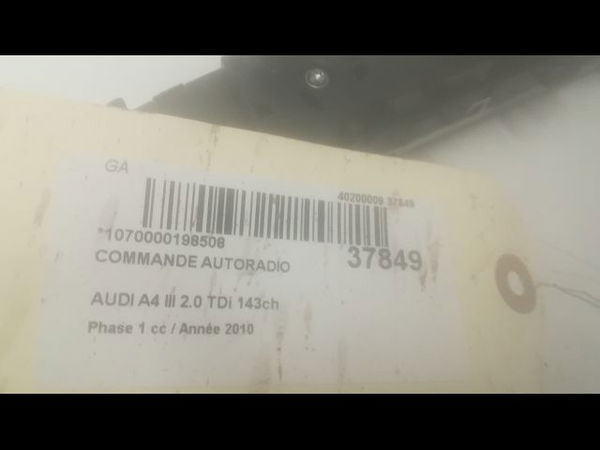 GA
40200009 37849
*1070000198508
37849
COMMANDE AUTORADIO
AUDI A4 III 2.0 TDi 143ch
Phase 1 cc / Année 2010